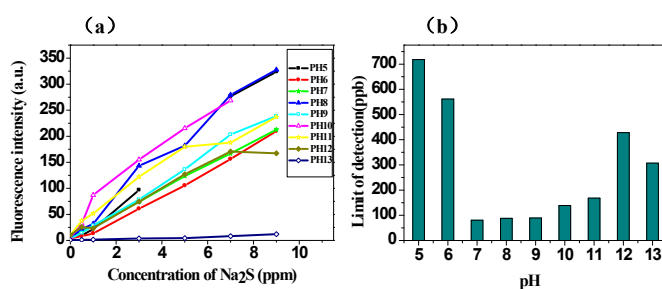 (a)
Fluorescence intensity (a.u.)
350
300
250
200
150
100
50
0
0 2 4 6 8 10
Concentration of Na2S (ppm)
PH5
PH6
PH7
PH8
PH9
PH10
PH11
PH12
PH13
(b)
Limit of detection(ppb)
700
600
500
400
300
200
100
0
5 6 7 8 9 10 11 12 13
pH